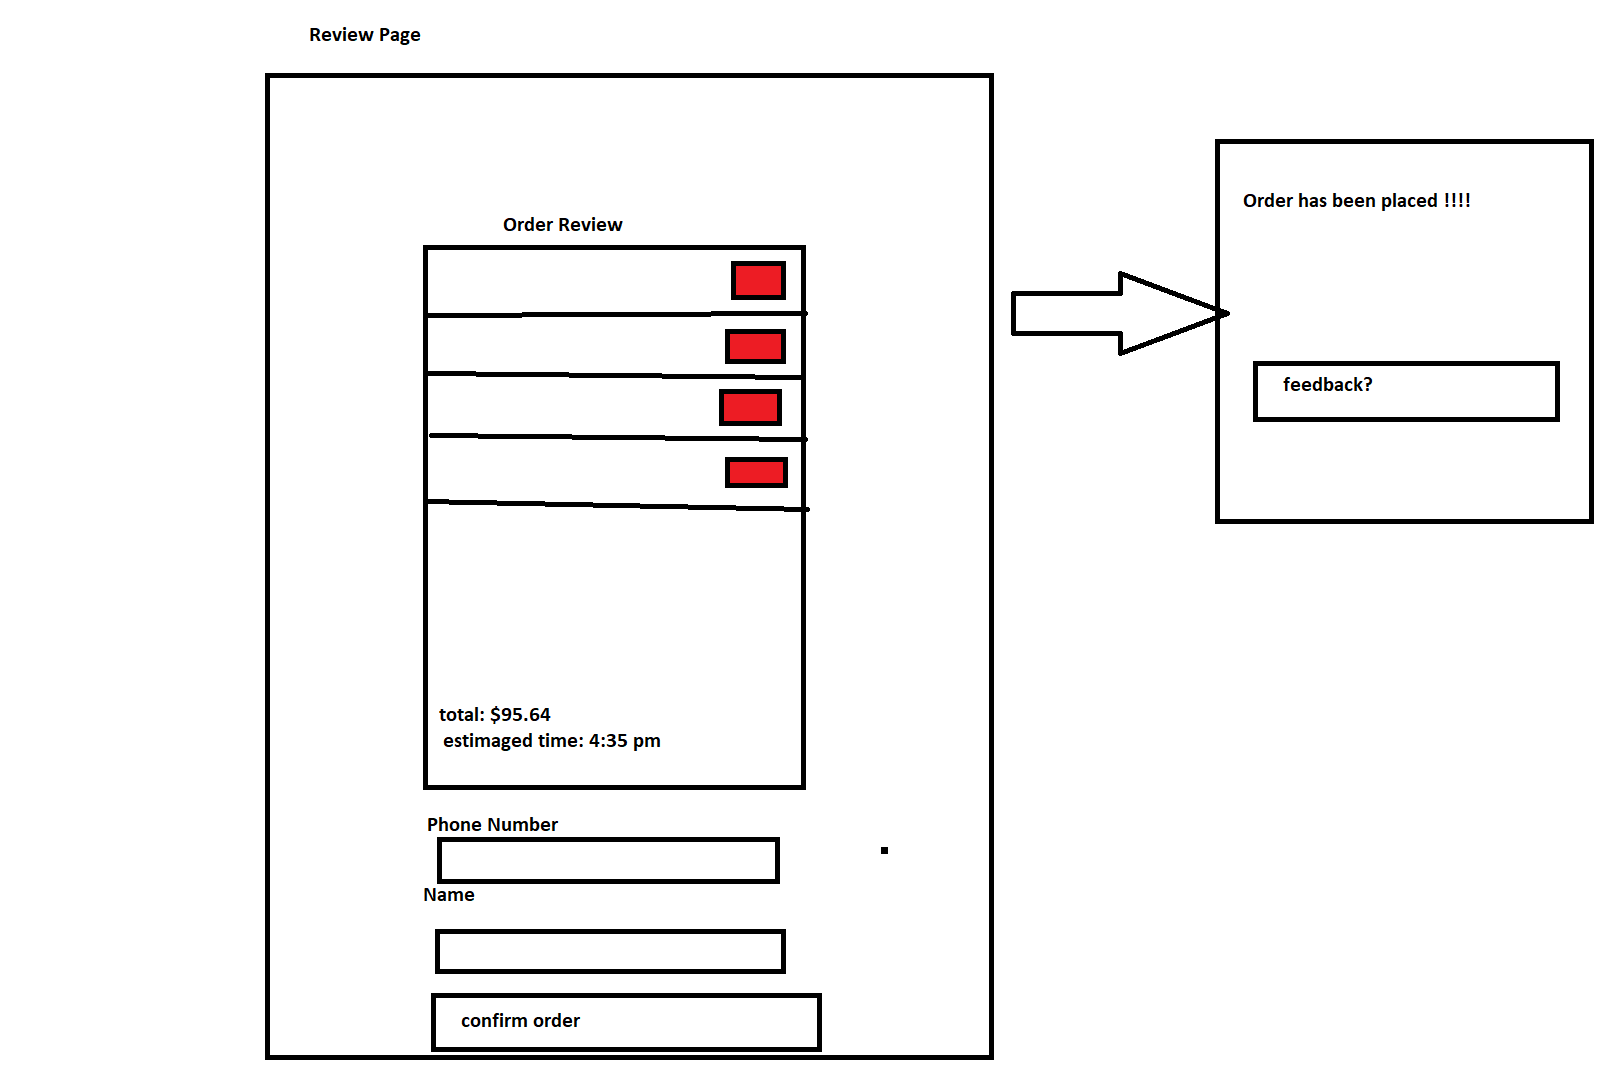 Review Page
Order Review
total: $95.64
estimaged time: 4:35 pm
Phone Number
Name
confirm order
Order has been placed !!!!
feedback?